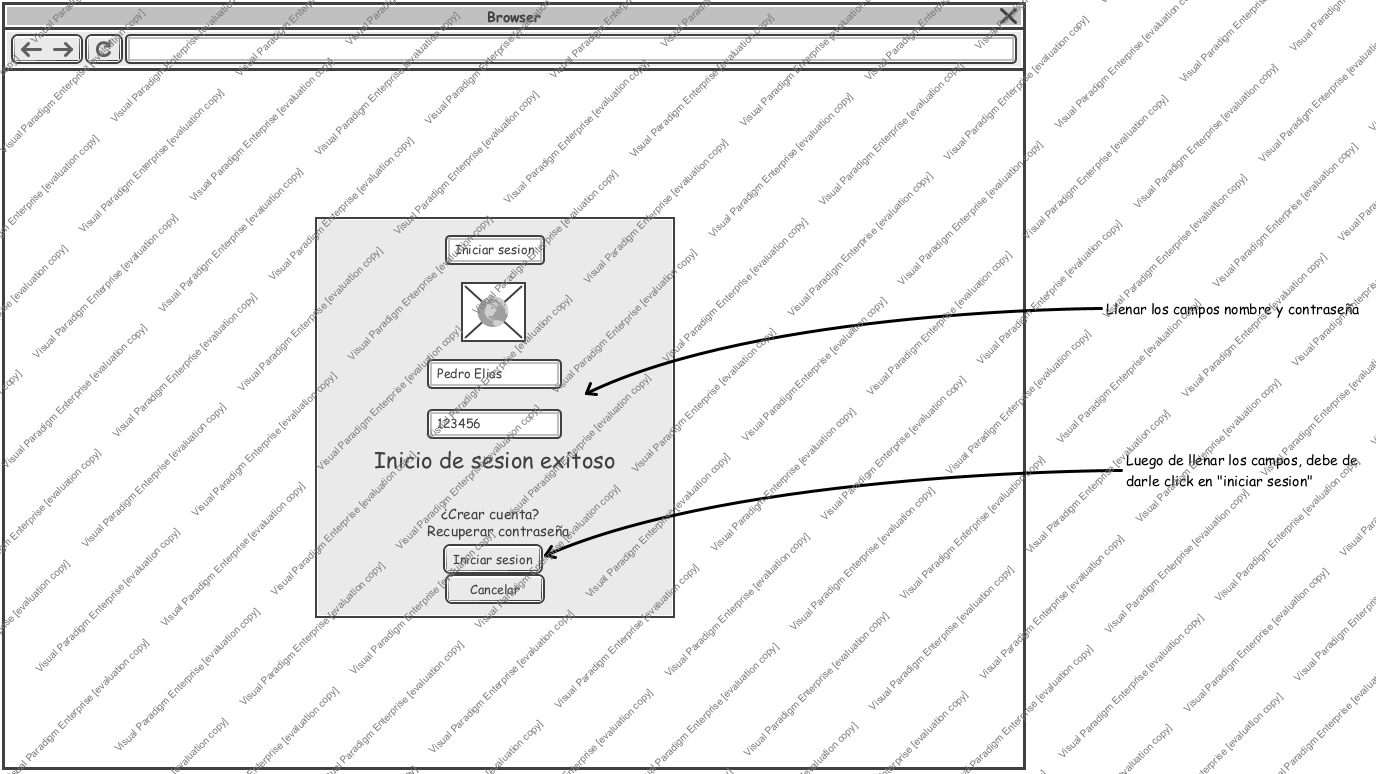 Browser
Iniciar sesion
Pedro Elias
123456
Inicio de sesion exitoso
¿Crear cuenta?
Recuperar contraseña
Iniciar sesion
Cancelar
Llenar los campos nombre y contraseña
Luego de llenar los campos, debe de
darle click en "iniciar sesion"
Visual Paradigm Enterprise [evaluation copy]